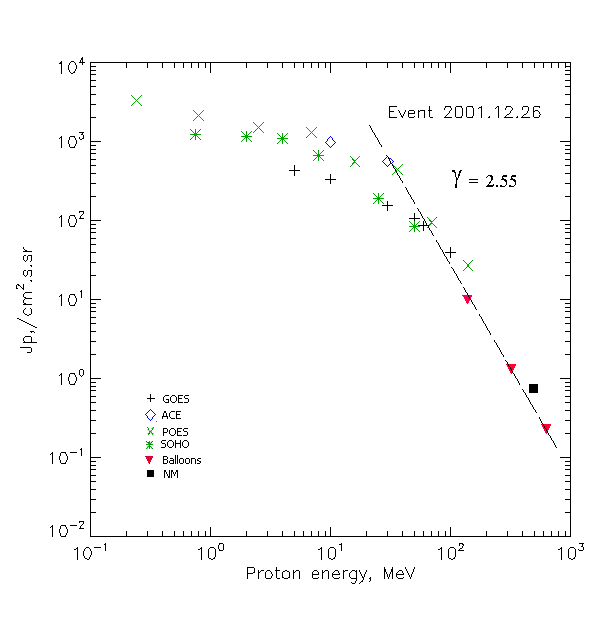 10^4
Event 2001.12.26
10^3
γ = 2.55
10^2
Jp,/cm^2.s.sr
10^1
10^0
GOES
ACE
POES
SOHO
10^-1
Balloons
NM
10^-2
10^-1 10^0 10^1 10^2 10^3
Proton energy, MeV